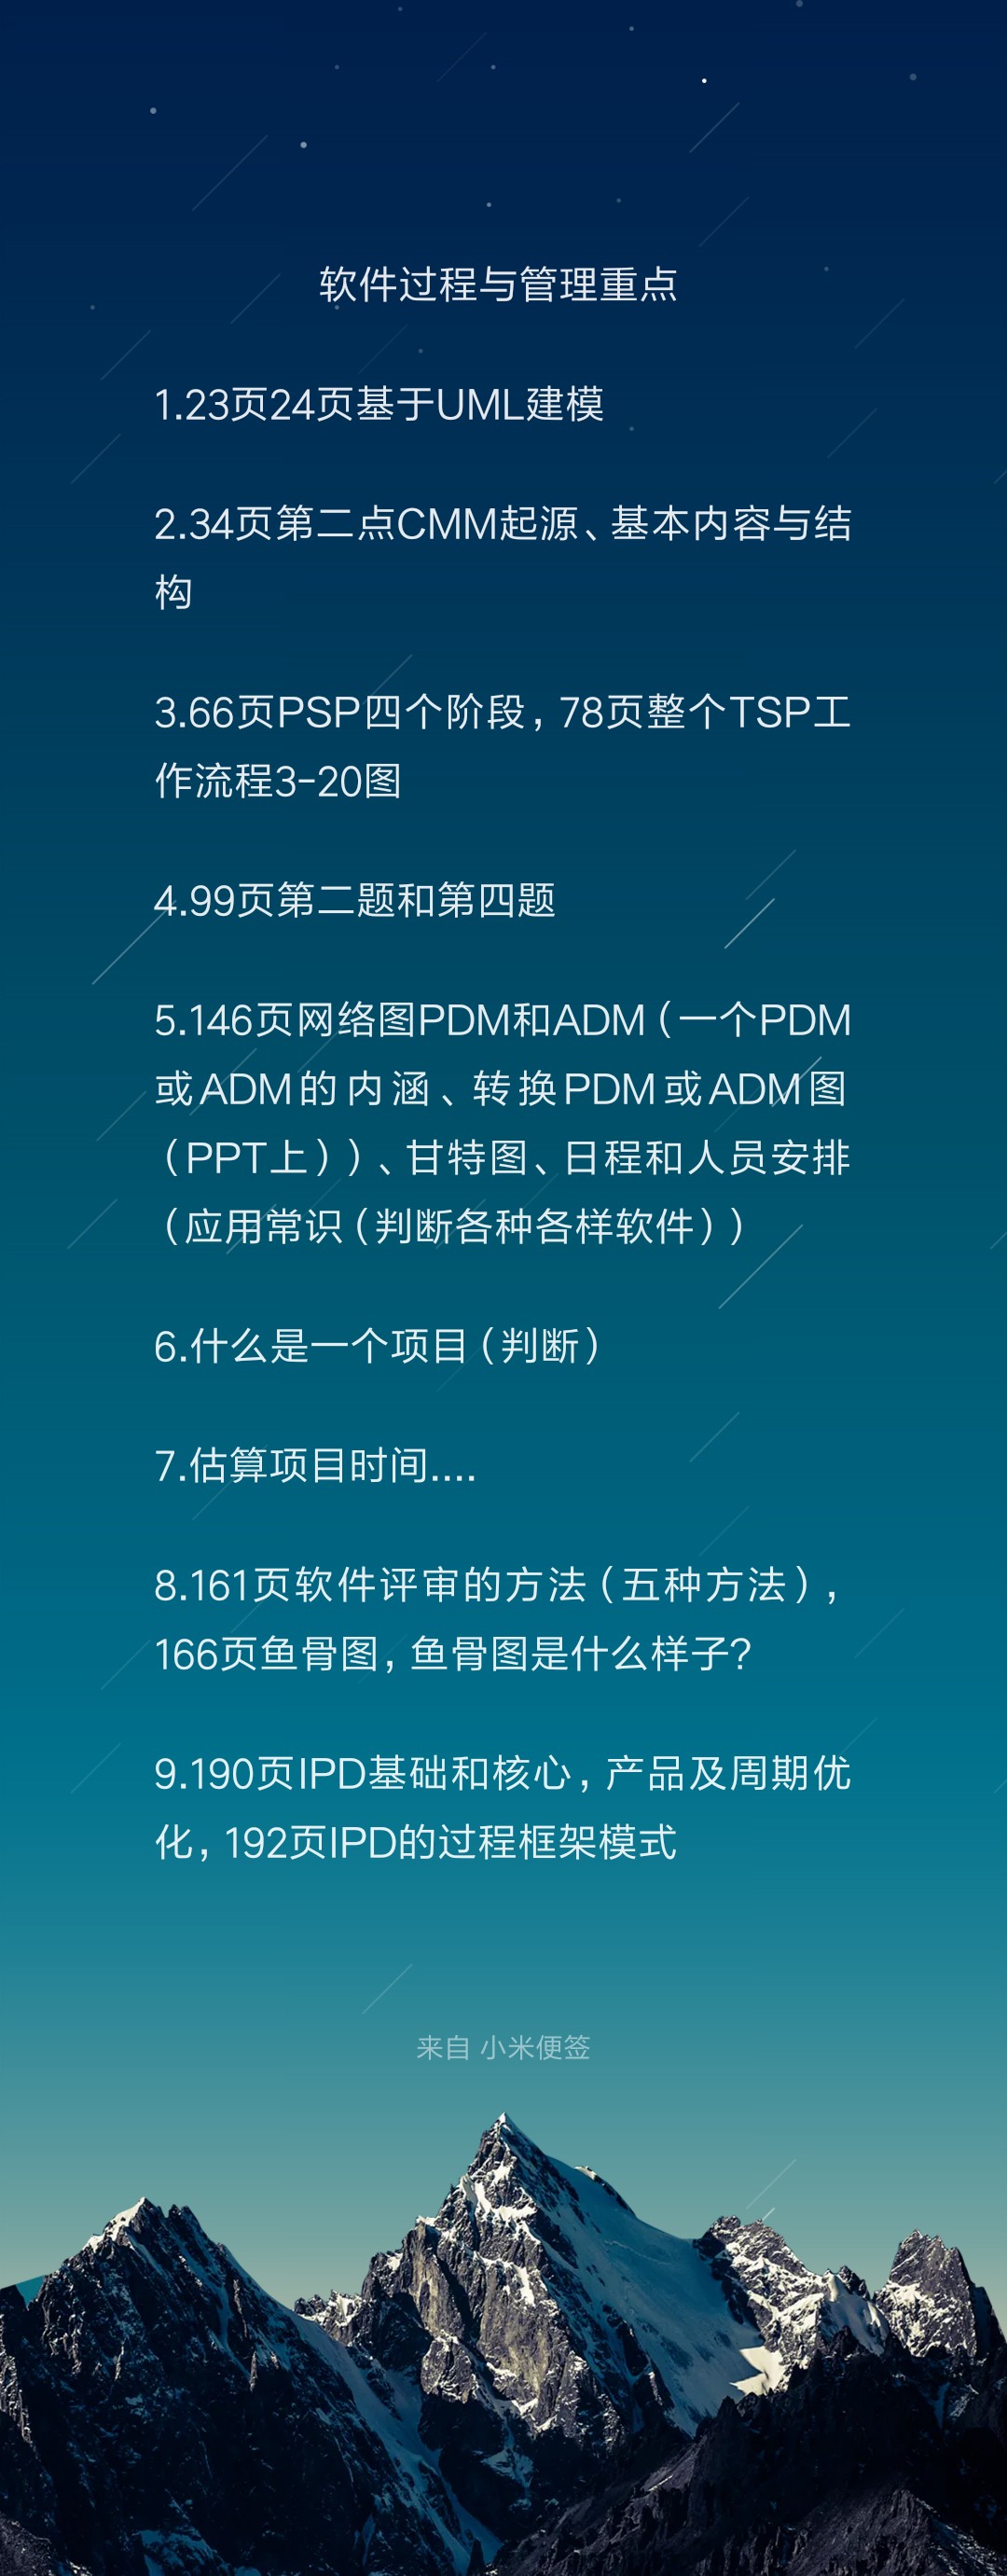 软件过程与管理重点
1.23页24页基于UML建模
2.34页第二点CMM起源、基本内容与结
构
3.66页PSP四个阶段，78页整个TSP工
作流程3-20图
4.99页第二题和第四题
5.146页网络图PDM和ADM（一个PDM
或ADM的内涵、转换PDM或ADM图
（PPT上））、甘特图、日程和人员安排
（应用常识（判断各种各样软件））
6.什么是一个项目（判断）
7.估算项目时间....
8.161页软件评审的方法（五种方法），
166页鱼骨图，鱼骨图是什么样子？
9.190页IPD基础和核心，产品及周期优
化，192页IPD的过程框架模式
来自 小米便签